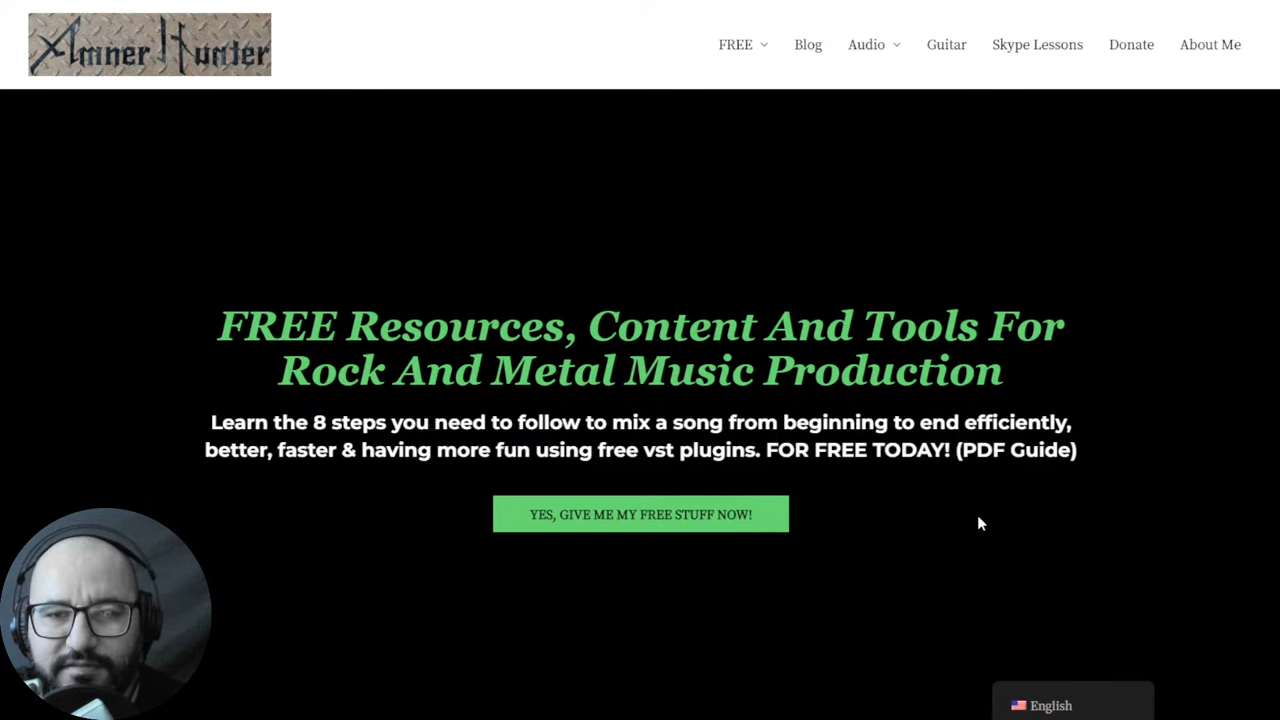 Amner Hunter
FREE Blog Audio Guitar Skype Lessons Donate About Me
FREE Resources, Content And Tools For
Rock And Metal Music Production
Learn the 8 steps you need to follow to mix a song from beginning to end efficiently,
better, faster & having more fun using free vst plugins. FOR FREE TODAY! (PDF Guide)
YES, GIVE ME MY FREE STUFF NOW!
English